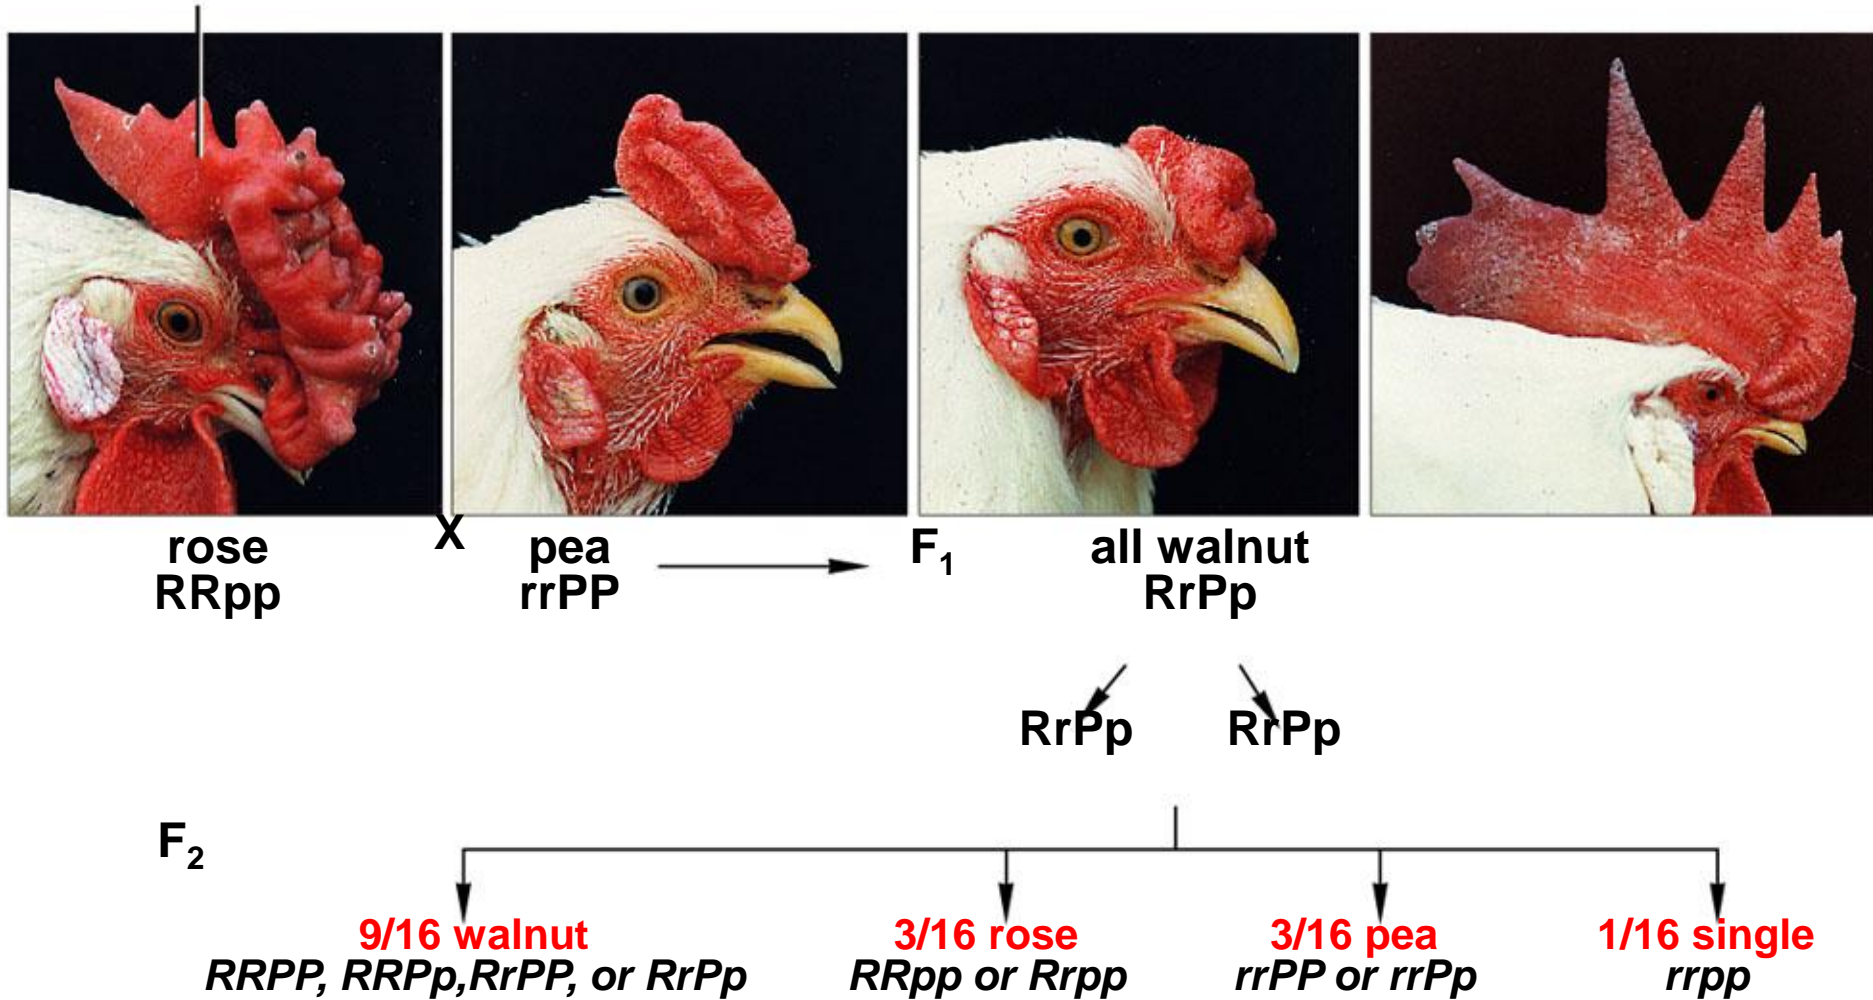 rose
RRpp
X
pea
rrPP
F₁
all walnut
RrPp
RrPp
RrPp
F₂
9/16 walnut
RRPP, RRPp,RrPP, or RrPp
3/16 rose
RRpp or Rrpp
3/16 pea
rrPP or rrPp
1/16 single
rrpp